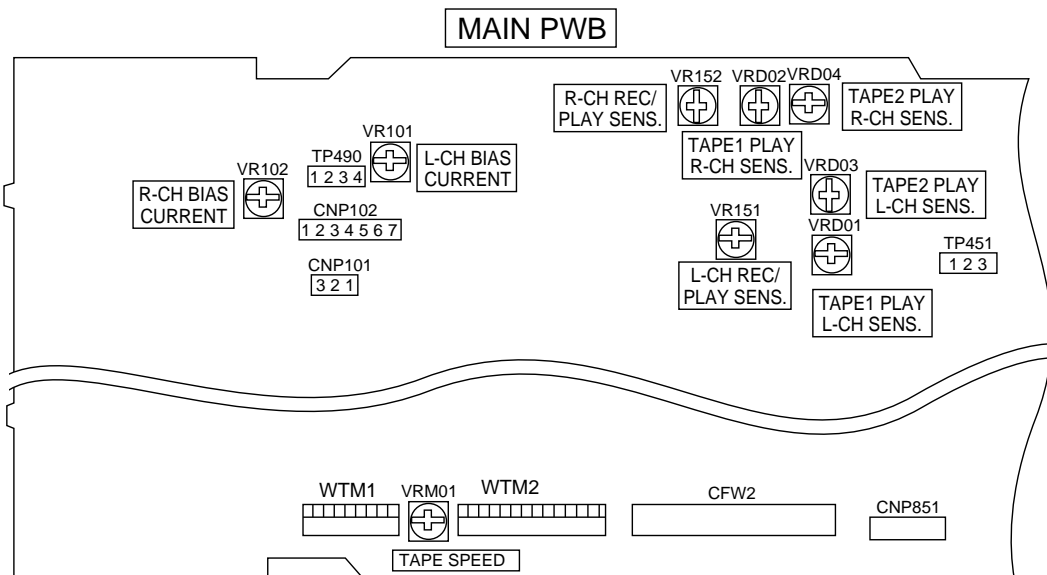 MAIN PWB
VR152
VRD02
VRD04
R-CH REC/
PLAY SENS.
TAPE2 PLAY
R-CH SENS.
TAPE1 PLAY
R-CH SENS.
VR101
L-CH BIAS
CURRENT
TP490
1 2 3 4
VR102
R-CH BIAS
CURRENT
CNP102
1 2 3 4 5 6 7
CNP101
3 2 1
VRD03
TAPE2 PLAY
L-CH SENS.
VR151
L-CH REC/
PLAY SENS.
VRD01
TAPE1 PLAY
L-CH SENS.
TP451
1 2 3
WTM1
VRM01
TAPE SPEED
WTM2
CFW2
CNP851